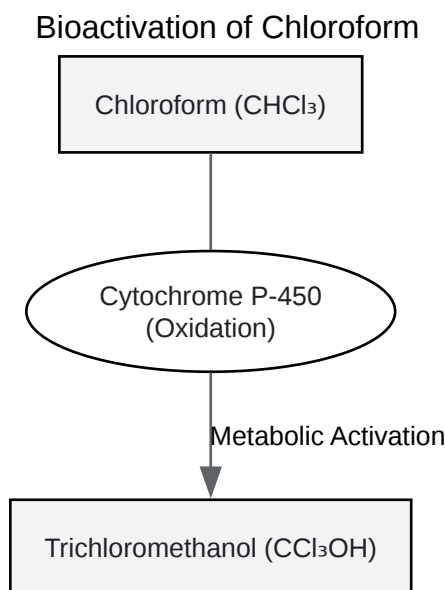 Bioactivation of Chloroform
Chloroform (CHCl₃)
Cytochrome P-450
(Oxidation)
Metabolic Activation
Trichloromethanol (CCl₃OH)